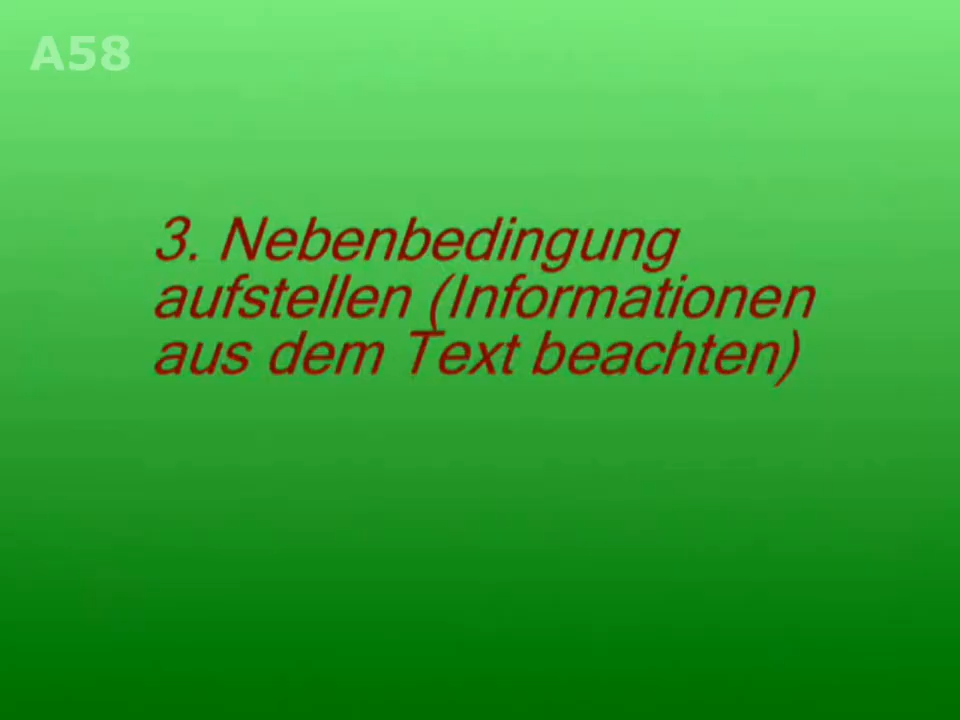 A58
3. Nebenbedingung
aufstellen (Informationen
aus dem Text beachten)